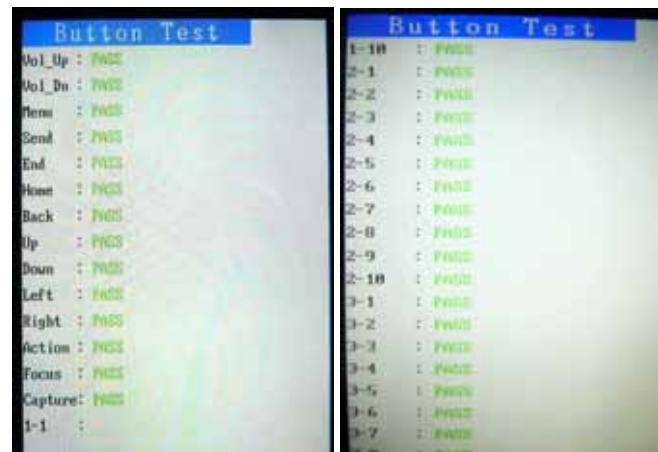 Button Test
Vol_Up : PASS
Vol_Dn : PASS
Menu : PASS
Send : PASS
End : PASS
Home : PASS
Back : PASS
Up : PASS
Down : PASS
Left : PASS
Right : PASS
Action : PASS
Focus : PASS
Capture: PASS
1-1 :
Button Test
1-10 : PASS
2-1 : PASS
2-2 : PASS
2-3 : PASS
2-4 : PASS
2-5 : PASS
2-6 : PASS
2-7 : PASS
2-8 : PASS
2-9 : PASS
2-10 : PASS
3-1 : PASS
3-2 : PASS
3-3 : PASS
3-4 : PASS
3-5 : PASS
3-6 : PASS
3-7 : PASS